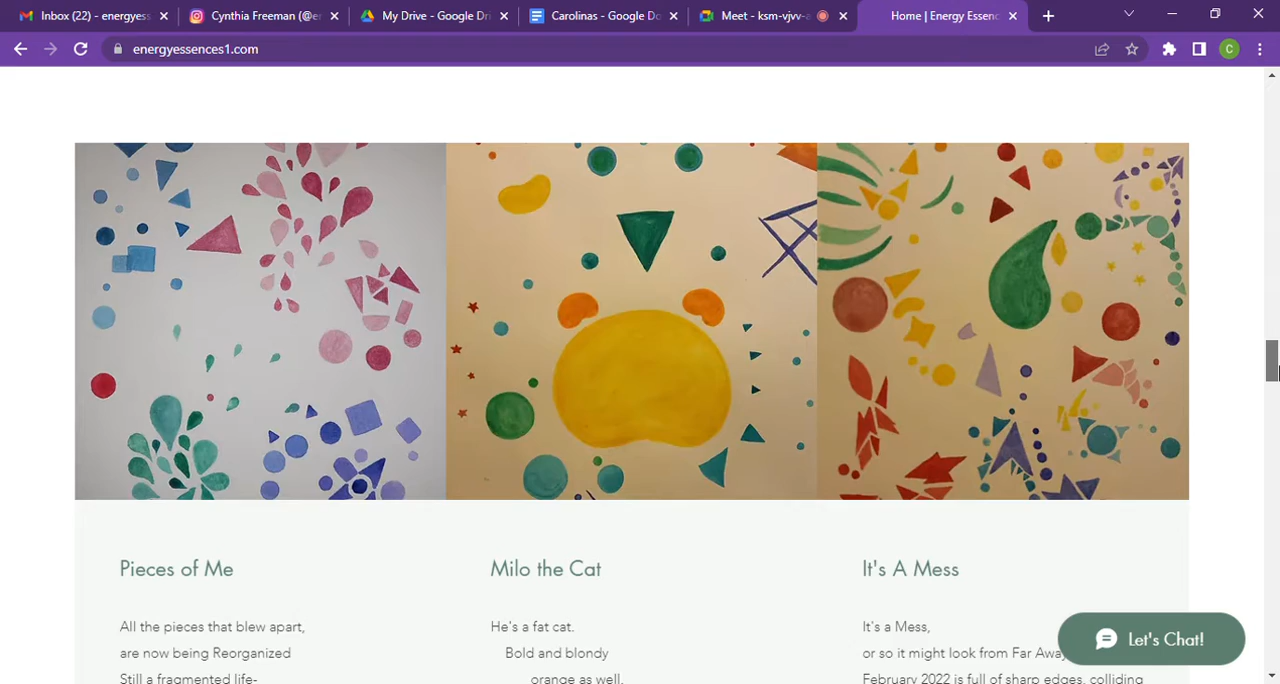 Inbox (22) - energyess
Cynthia Freeman (@e
My Drive - Google Dri
Carolinas - Google Do
Meet - ksm-vjvv-a
Home | Energy Essenc
energyessences1.com
C
Pieces of Me
Milo the Cat
It's A Mess
All the pieces that blew apart,
are now being Reorganized
Still a fragmented life-
He's a fat cat.
Bold and blondy
orange as well.
It's a Mess,
or so it might look from Far Away
February 2022 is full of sharp edges, colliding
Let's Chat!